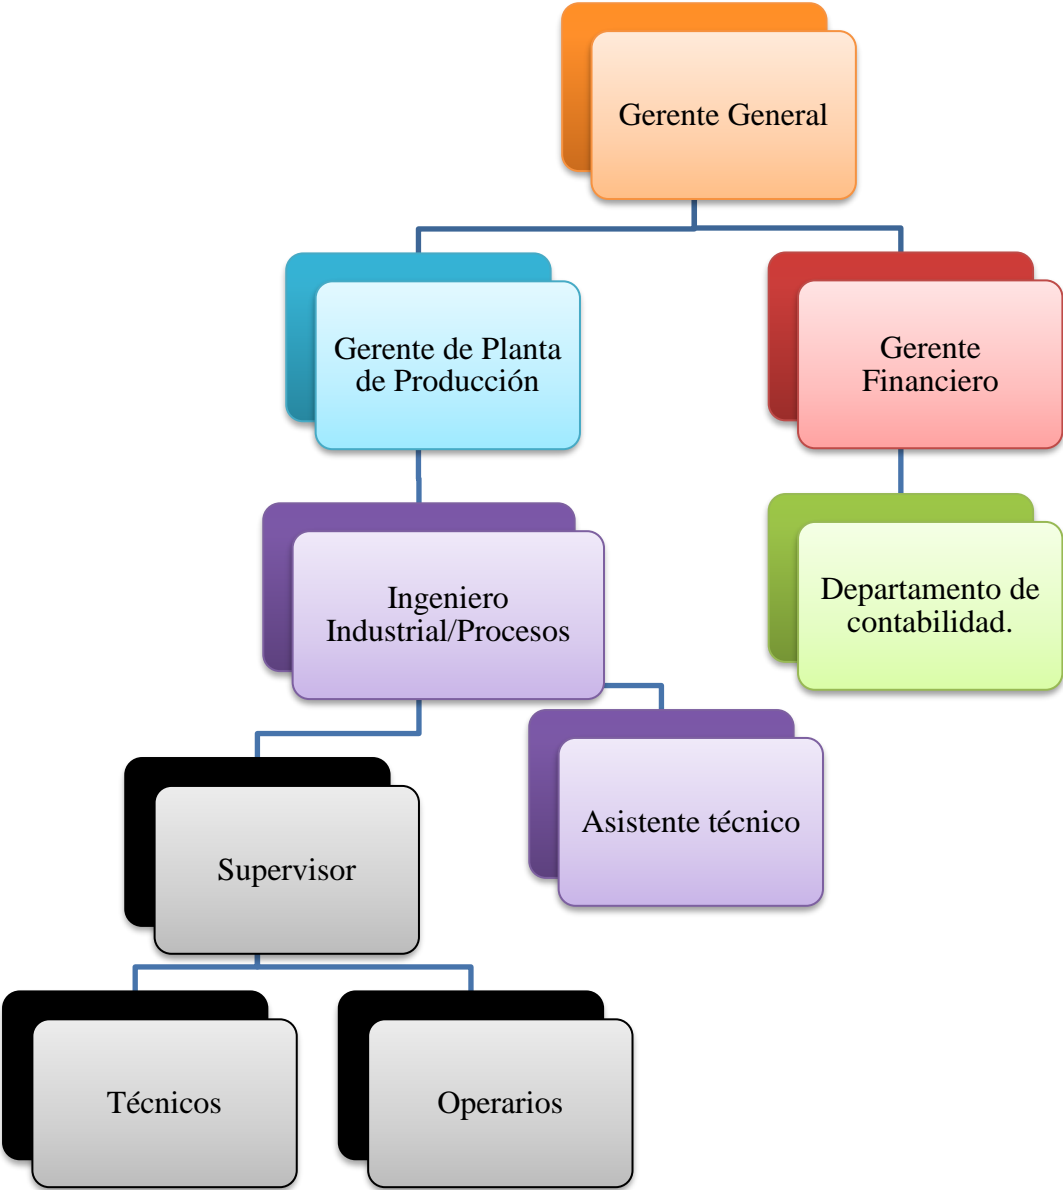 Gerente General
Gerente de Planta
de Producción
Gerente
Financiero
Ingeniero
Industrial/Procesos
Departamento de
contabilidad.
Asistente técnico
Supervisor
Técnicos
Operarios